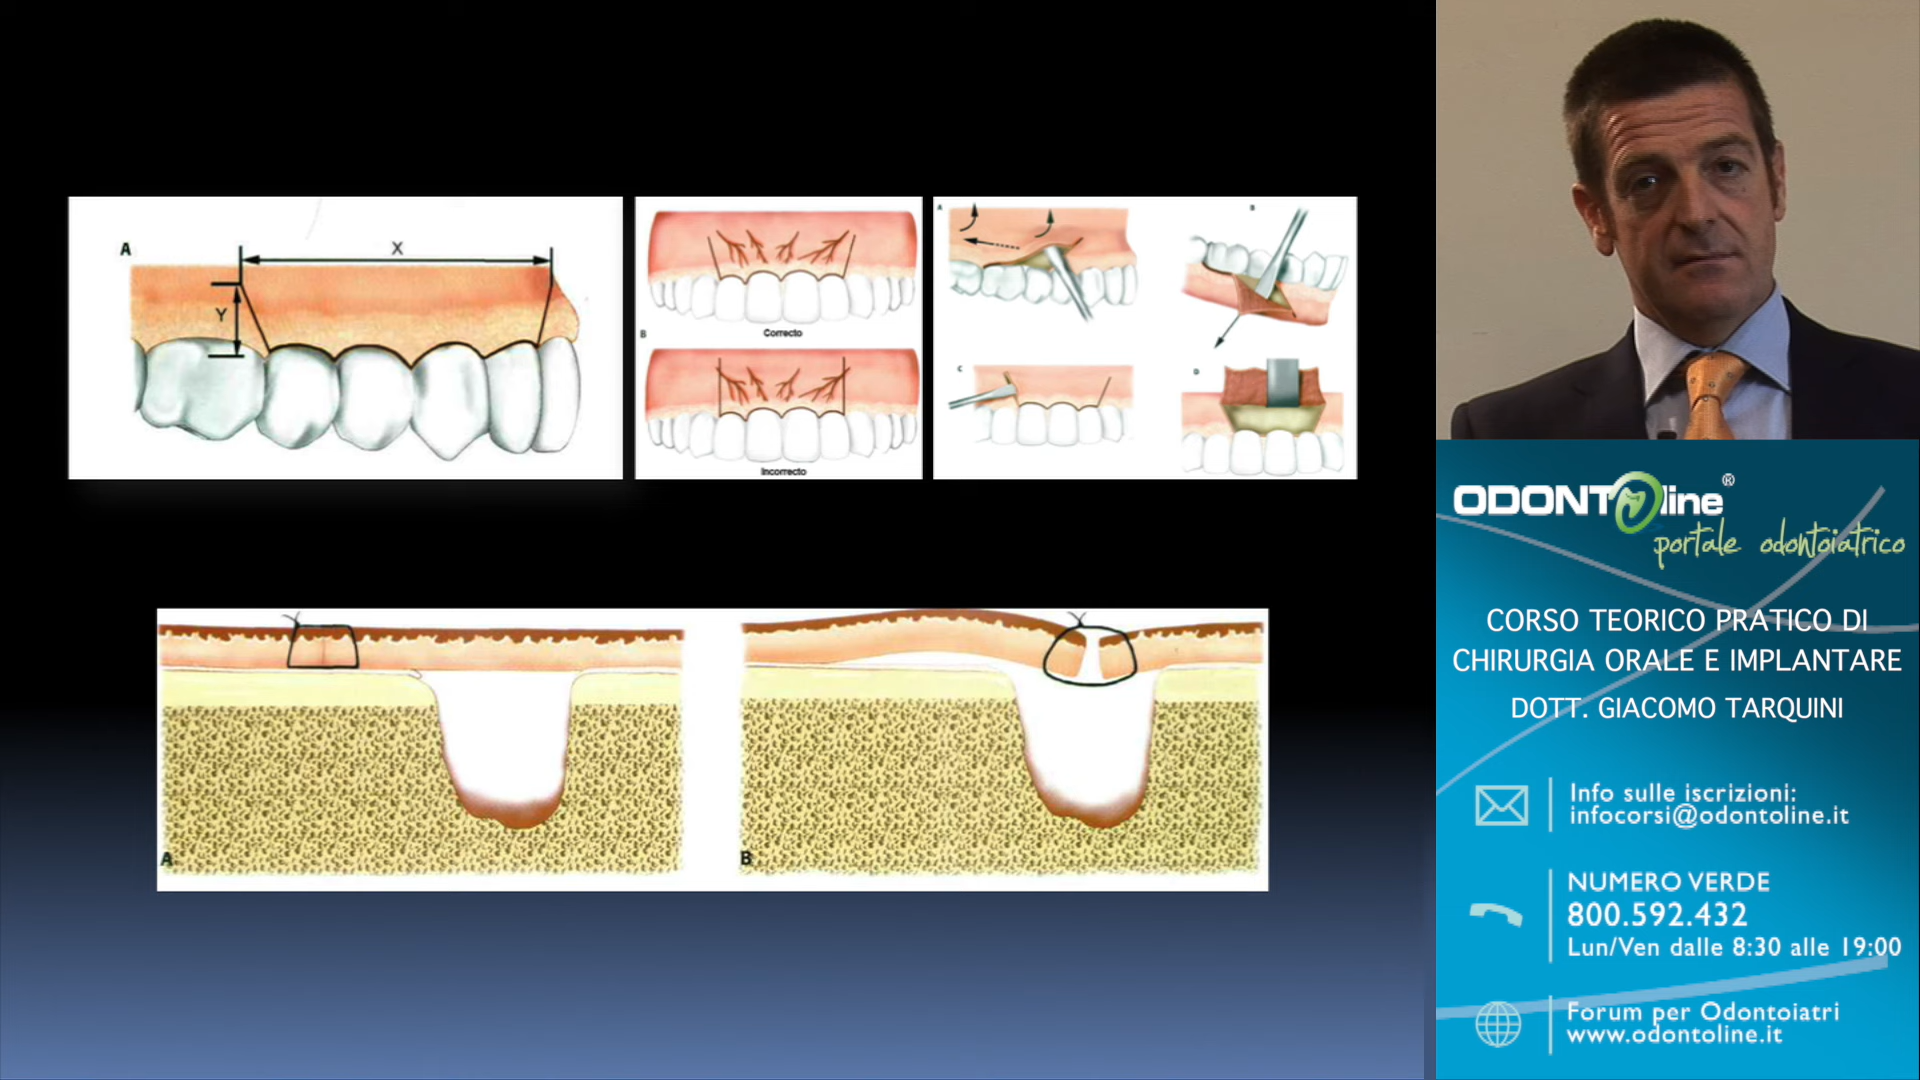 A
X
Y
B
Correcto
Incorrecto
A
B
C
D
A
B
ODONTOline®
portale odontoiatrico
CORSO TEORICO PRATICO DI
CHIRURGIA ORALE E IMPLANTARE
DOTT. GIACOMO TARQUINI
Info sulle iscrizioni:
infocorsi@odontoline.it
NUMERO VERDE
800.592.432
Lun/Ven dalle 8:30 alle 19:00
Forum per Odontoiatri
www.odontoline.it